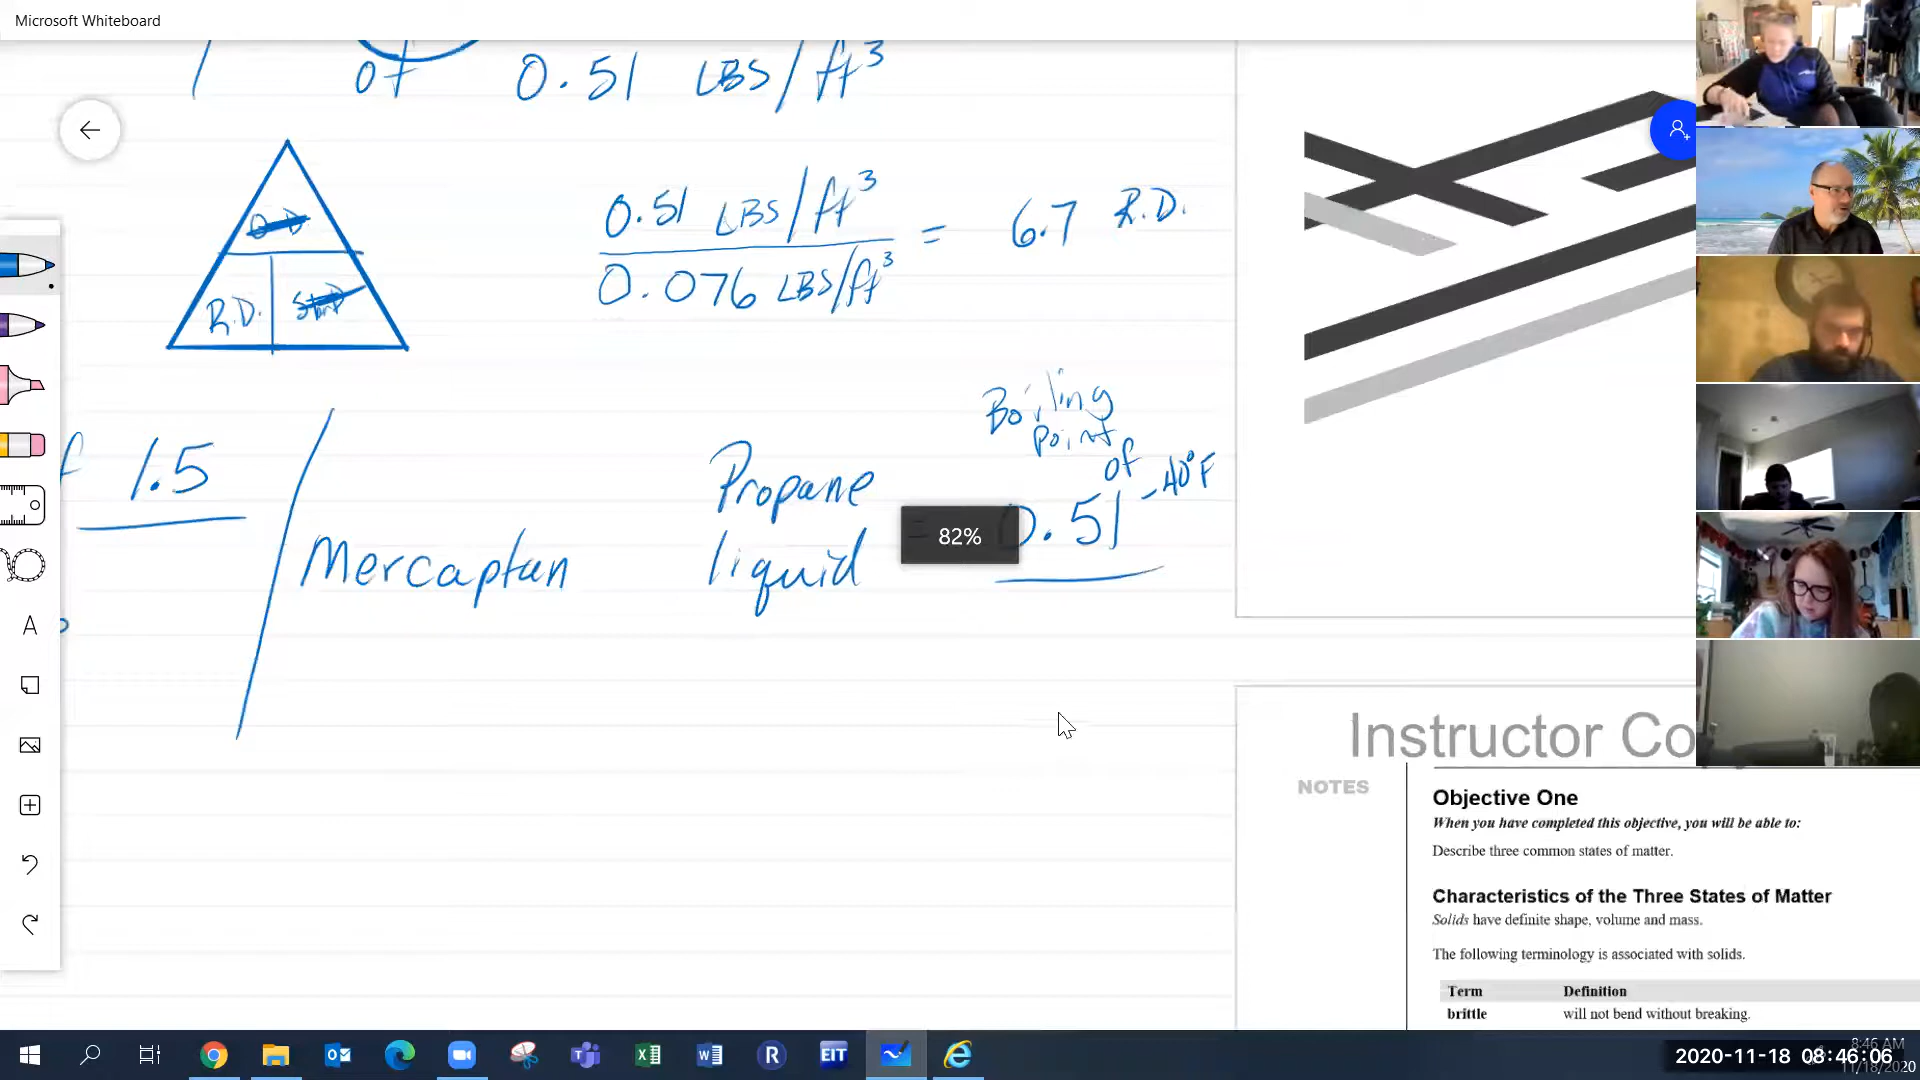 Microsoft Whiteboard
of 0.51 LBS/ft³
0.51 LBS/ft³
0.076 LBS/ft³
= 6.7 R.D.
R.D.
Boiling
Point
of
-40°F
1.5
Propane
liquid
0.51
82%
Mercaptan
Instructor Co
NOTES
Objective One
When you have completed this objective, you will be able to:
Describe three common states of matter.
Characteristics of the Three States of Matter
Solids have definite shape, volume and mass.
The following terminology is associated with solids.
Term Definition
brittle will not bend without breaking.
EIT
8:46 AM
2020-11-18 08:46:06
11/18/2020